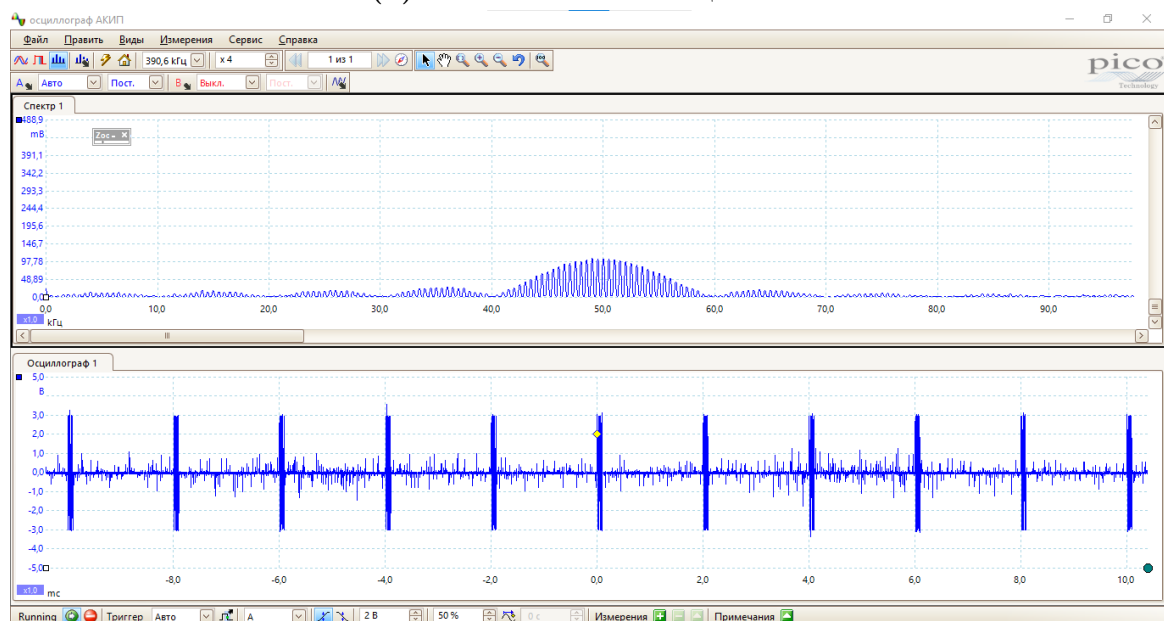 осциллограф АКИП
Файл Править Виды Измерения Сервис Справка
390,6 кГц x 4 1 из 1
pico
Technology
A Авто Пост. B Выкл. Пост.
Спектр 1
488,9
mВ
391,1
342,2
293,3
244,4
195,6
146,7
97,78
48,89
0,0
0,0 10,0 20,0 30,0 40,0 50,0 60,0 70,0 80,0 90,0
x1,0 кГц
Осциллограф 1
5,0
В
3,0
2,0
1,0
0,0
-1,0
-2,0
-3,0
-4,0
-5,0
-8,0 -6,0 -4,0 -2,0 0,0 2,0 4,0 6,0 8,0 10,0
x1,0 mc
Running Триггер Авто A 2 В 50 % 0 с Измерения Примечания